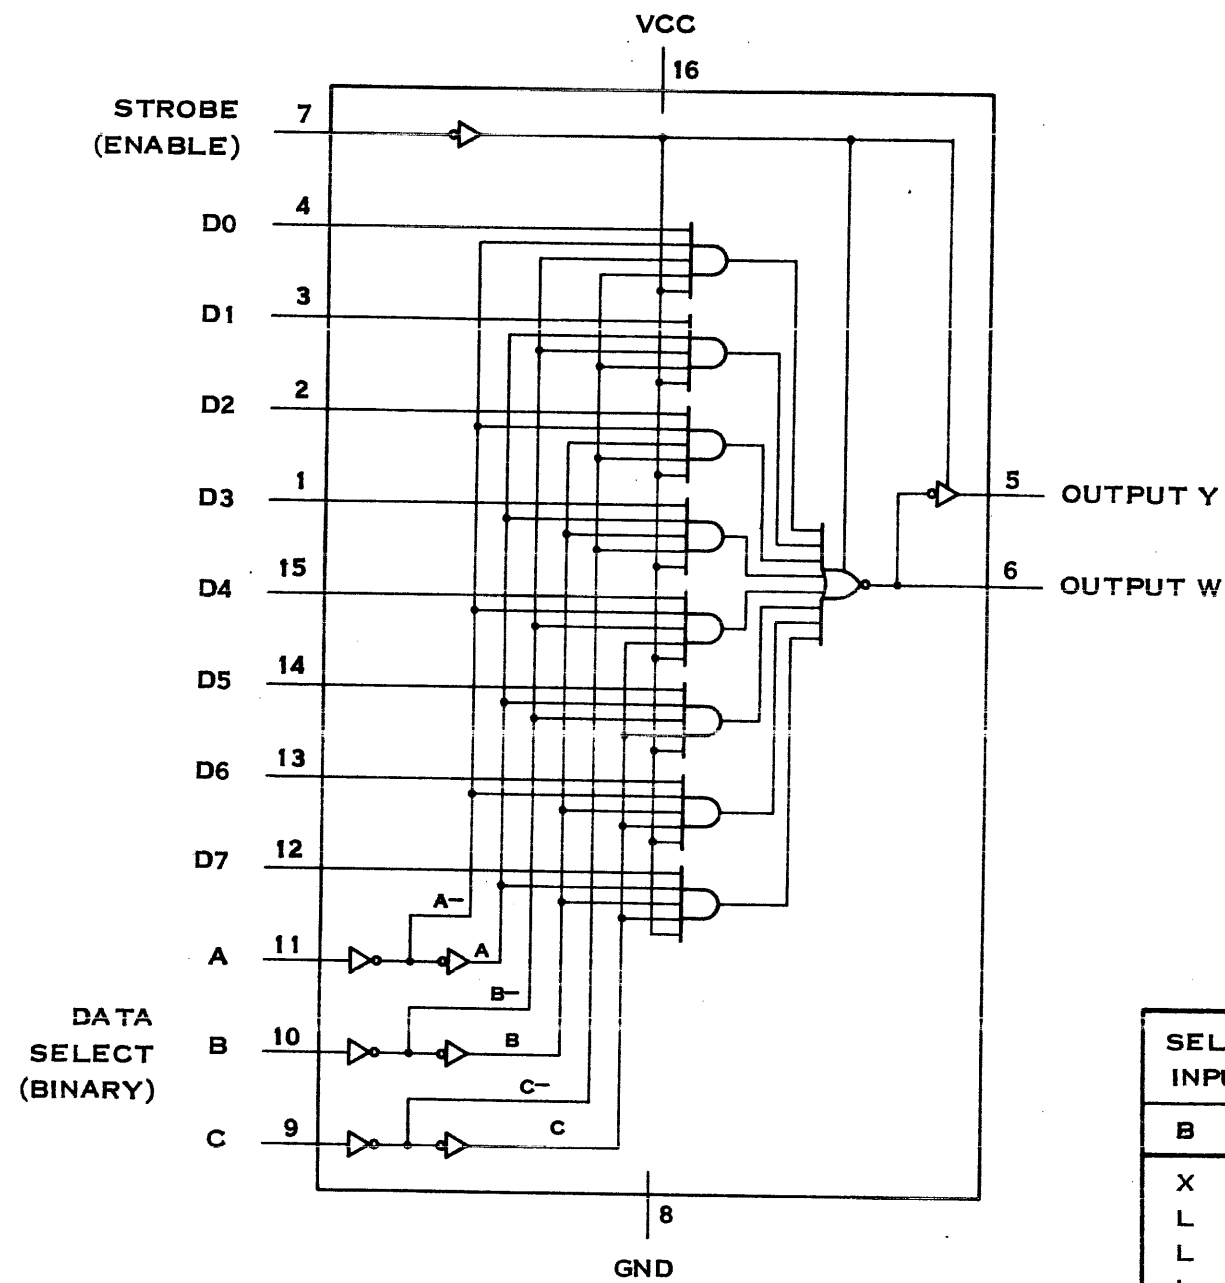 VCC
16
STROBE
(ENABLE)
7
D0
4
D1
3
D2
2
D3
1
D4
15
D5
14
D6
13
D7
12
5
OUTPUT Y
6
OUTPUT W
A-
A
11
A
B-
DATA
SELECT
(BINARY)
B
10
B
C-
C
9
C
8
GND
SEL
INPU
B
X
L
L